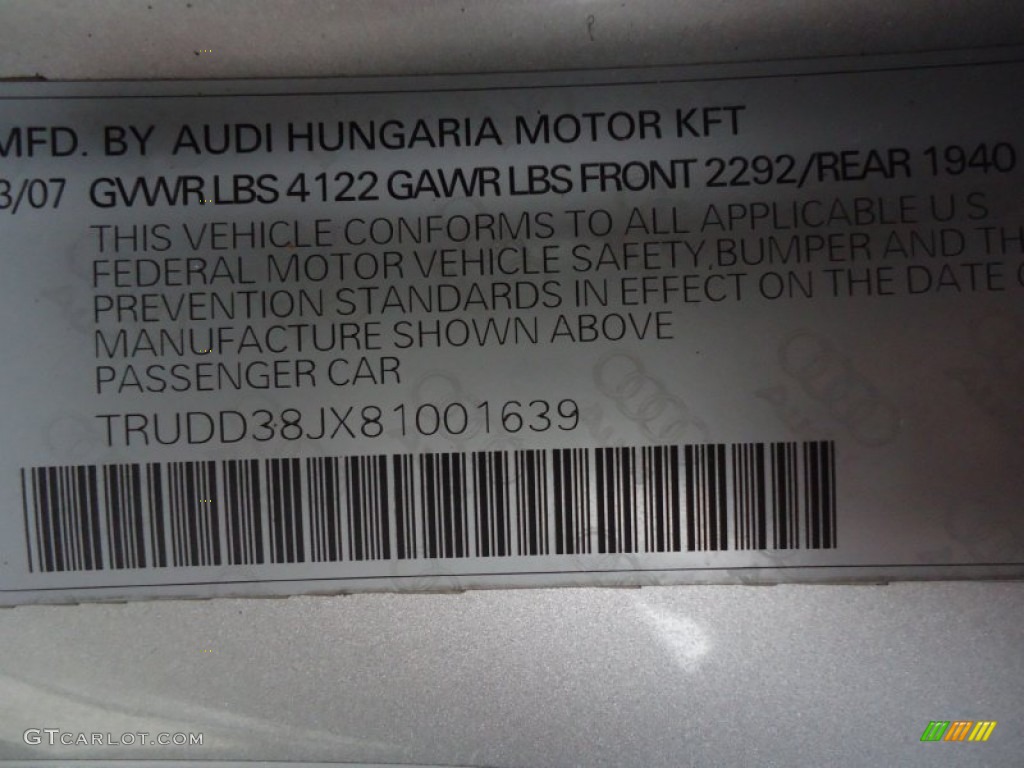 MFD. BY AUDI HUNGARIA MOTOR KFT
3/07 GVWR LBS 4122 GAWR LBS FRONT 2292/REAR 1940
THIS VEHICLE CONFORMS TO ALL APPLICABLE U.S.
FEDERAL MOTOR VEHICLE SAFETY, BUMPER AND TH
PREVENTION STANDARDS IN EFFECT ON THE DATE O
MANUFACTURE SHOWN ABOVE
PASSENGER CAR
TRUDD38JX81001639
GTCARLOT.COM